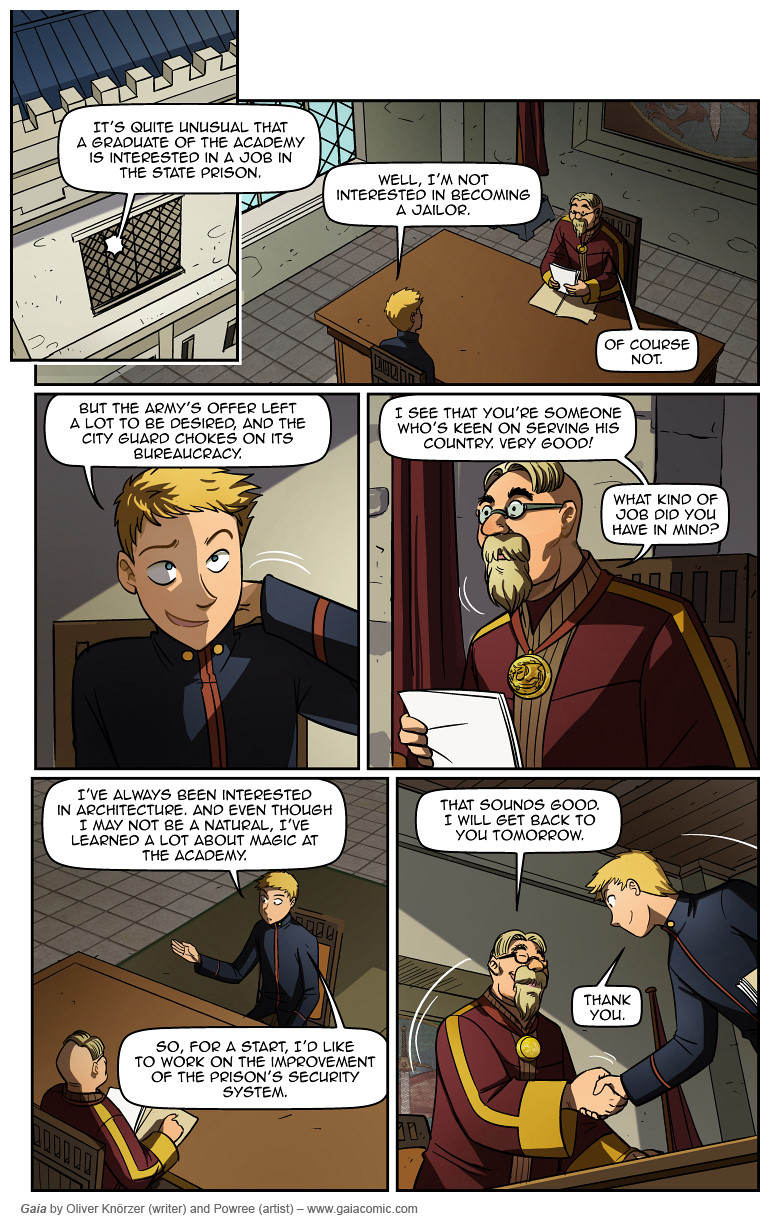 IT'S QUITE UNUSUAL THAT
A GRADUATE OF THE ACADEMY
IS INTERESTED IN A JOB IN
THE STATE PRISON.
WELL, I'M NOT
INTERESTED IN BECOMING
A JAILOR.
OF COURSE
NOT.
BUT THE ARMY'S OFFER LEFT
A LOT TO BE DESIRED, AND THE
CITY GUARD CHOKES ON ITS
BUREAUCRACY.
I SEE THAT YOU'RE SOMEONE
WHO'S KEEN ON SERVING HIS
COUNTRY. VERY GOOD!
WHAT KIND OF
JOB DID YOU
HAVE IN MIND?
I'VE ALWAYS BEEN INTERESTED
IN ARCHITECTURE. AND EVEN THOUGH
I MAY NOT BE A NATURAL, I'VE
LEARNED A LOT ABOUT MAGIC AT
THE ACADEMY.
SO, FOR A START, I'D LIKE
TO WORK ON THE IMPROVEMENT
OF THE PRISON'S SECURITY
SYSTEM.
THAT SOUNDS GOOD.
I WILL GET BACK TO
YOU TOMORROW.
THANK
YOU.
Gaia by Oliver Knörzer (writer) and Powree (artist) – www.gaiacomic.com